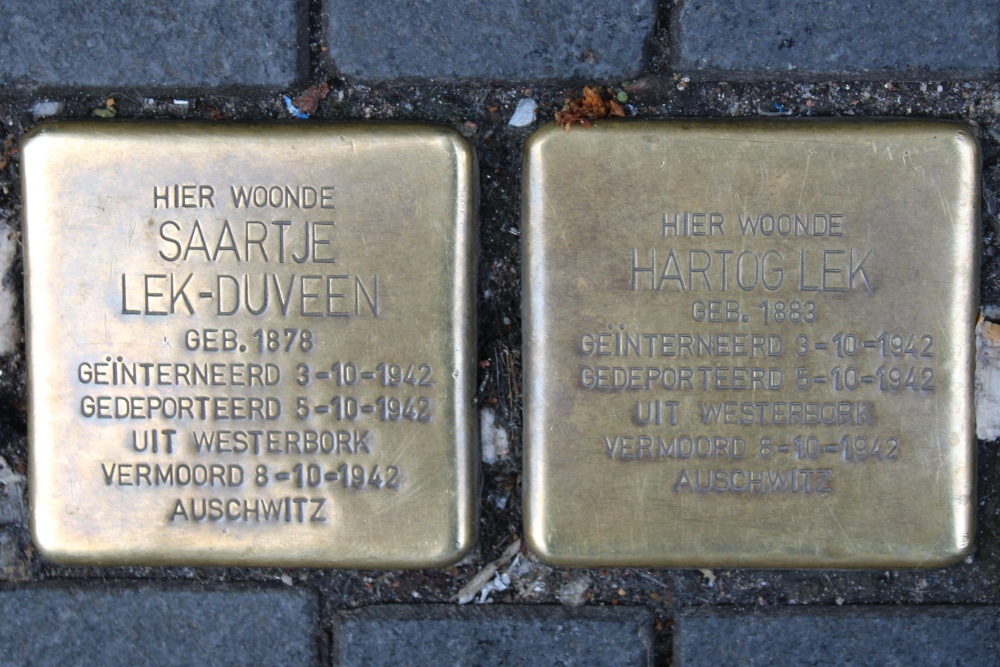 HIER WOONDE
SAARTJE
LEK-DUVEEN
GEB. 1878
GEÏNTERNEERD 3-10-1942
GEDEPORTEERD 5-10-1942
UIT WESTERBORK
VERMOORD 8-10-1942
AUSCHWITZ
HIER WOONDE
HARTOG LEK
GEB. 1883
GEÏNTERNEERD 3-10-1942
GEDEPORTEERD 5-10-1942
UIT WESTERBORK
VERMOORD 8-10-1942
AUSCHWITZ